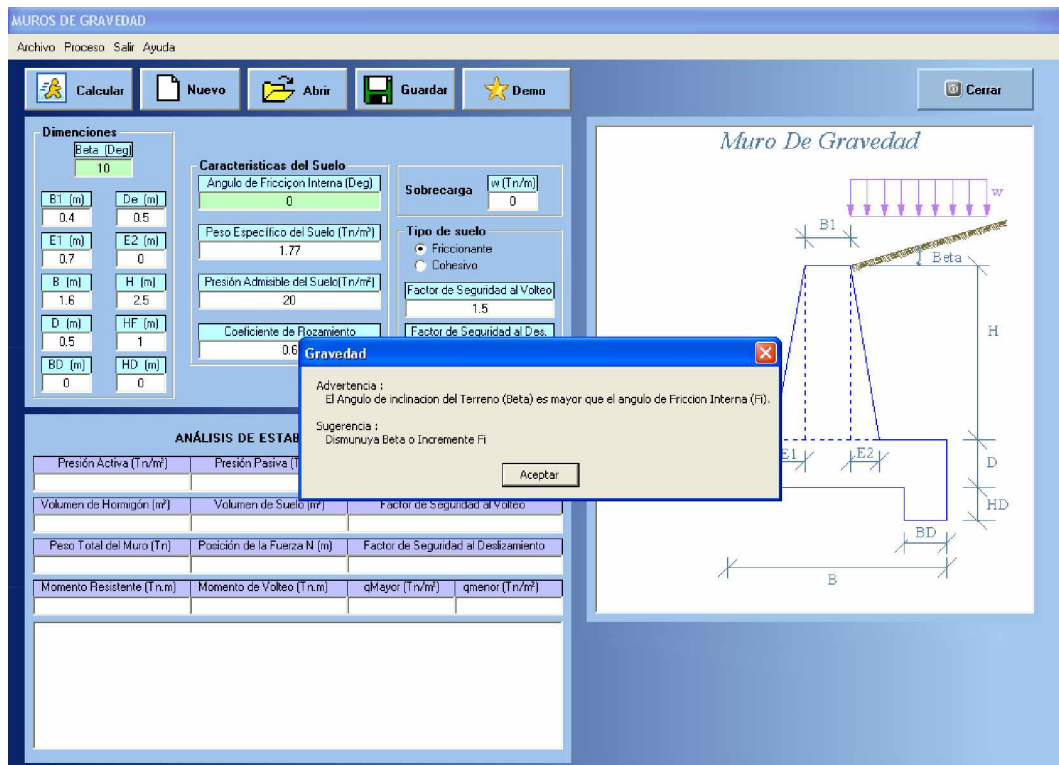 MUROS DE GRAVEDAD
Archivo Proceso Salir Ayuda
Calcular Nuevo Abrir Guardar Demo Cerrar
Dimenciones
Beta (Deg)
10
B1 (m) De (m)
0.4 0.5
E1 (m) E2 (m)
0.7 0
B (m) H (m)
1.6 2.5
D (m) HF (m)
0.5 1
BD (m) HD (m)
0 0
Caracteristicas del Suelo
Angulo de Friccigon Interna (Deg)
0
Peso Específico del Suelo (Tn/m³)
1.77
Presión Admisible del Suelo(Tn/m²)
20
Coeficiente de Rozamiento
0.6
Sobrecarga w (Tn/m)
0
Tipo de suelo
Friccionante
Cohesivo
Factor de Seguridad al Volteo
1.5
Factor de Seguridad al Des.
Gravedad
Advertencia :
El Angulo de inclinacion del Terreno (Beta) es mayor que el angulo de Friccion Interna (Fi).
Sugerencia :
Dismunuya Beta o Incremente Fi
Aceptar
ANÁLISIS DE ESTAB
Presión Activa (Tn/m²) Presión Pasiva (T
Volumen de Hormigón (m³) Volumen de Suelo (m³) Factor de Seguridad al Volteo
Peso Total del Muro (Tn) Posición de la Fuerza N (m) Factor de Seguridad al Deslizamiento
Momento Resistente (Tn.m) Momento de Volteo (Tn.m) qMayor (Tn/m²) qmenor (Tn/m²)
Muro De Gravedad
w
B1
Beta
H
E1 E2
D
HD
BD
B